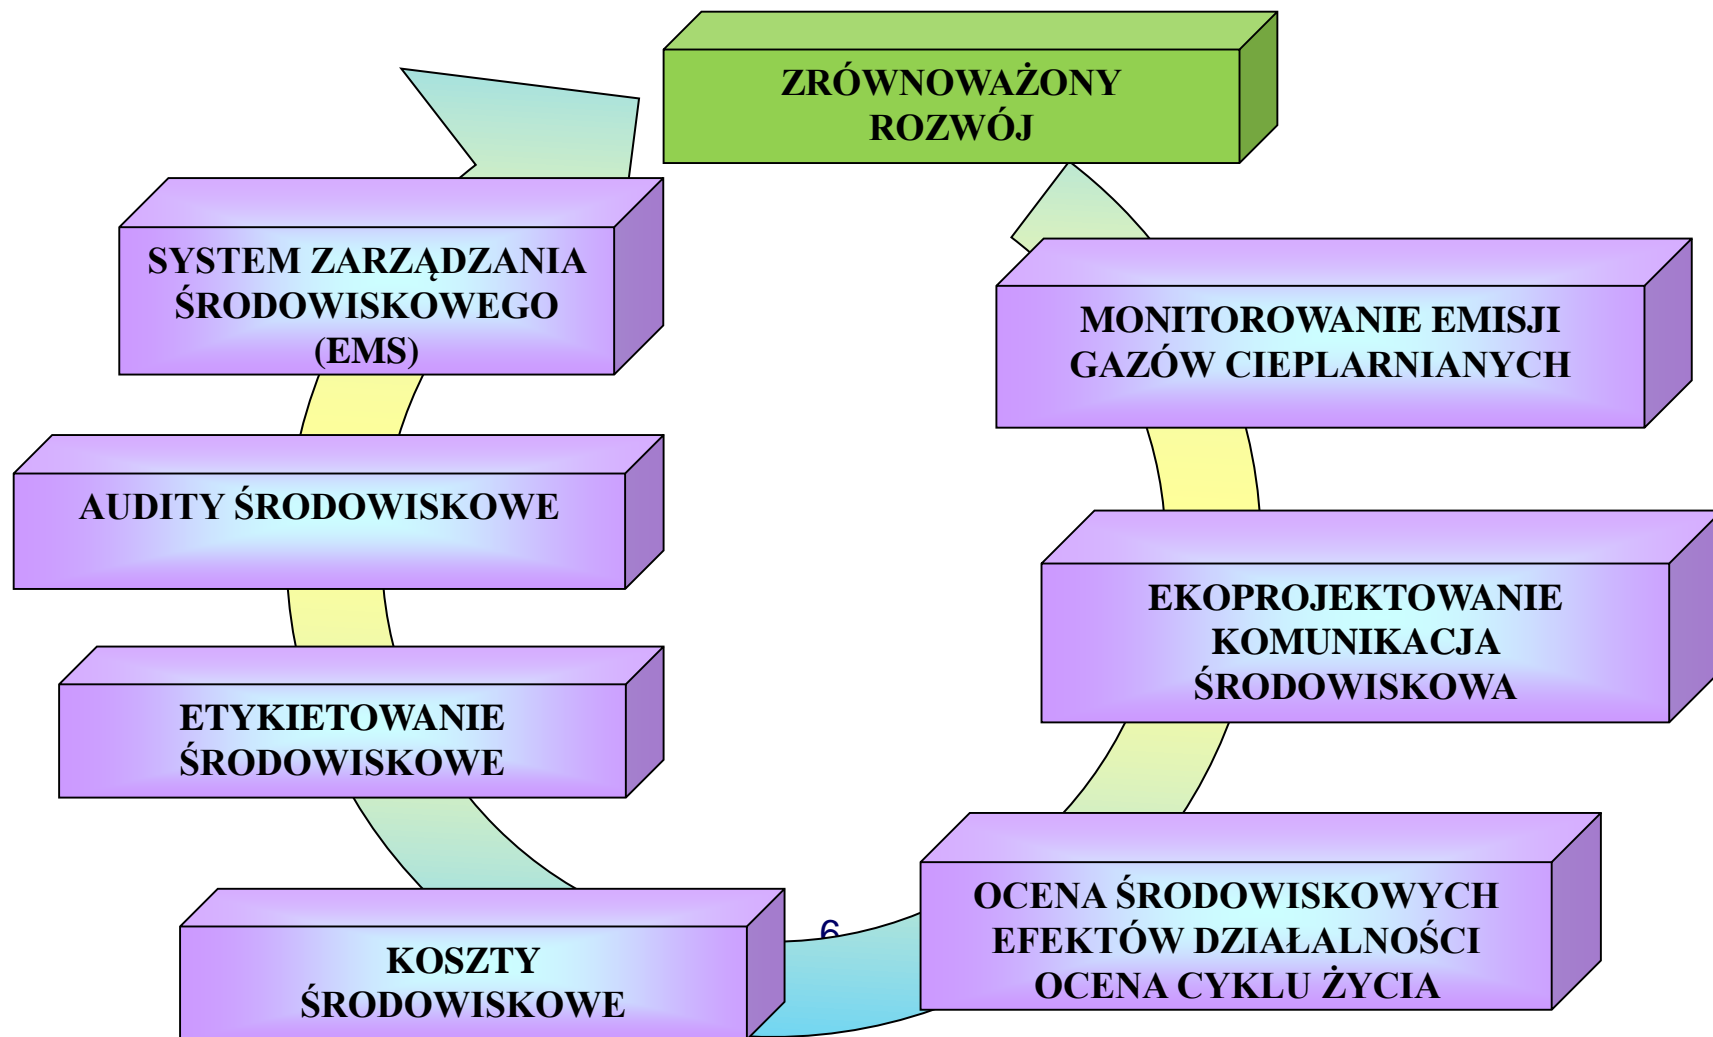 ZRÓWNOWAŻONY
ROZWÓJ
SYSTEM ZARZĄDZANIA
ŚRODOWISKOWEGO
(EMS)
MONITOROWANIE EMISJI
GAZÓW CIEPLARNIANYCH
AUDITY ŚRODOWISKOWE
EKOPROJEKTOWANIE
KOMUNIKACJA
ŚRODOWISKOWA
ETYKIETOWANIE
ŚRODOWISKOWE
OCENA ŚRODOWISKOWYCH
EFEKTÓW DZIAŁALNOŚCI
OCENA CYKLU ŻYCIA
KOSZTY
ŚRODOWISKOWE
6